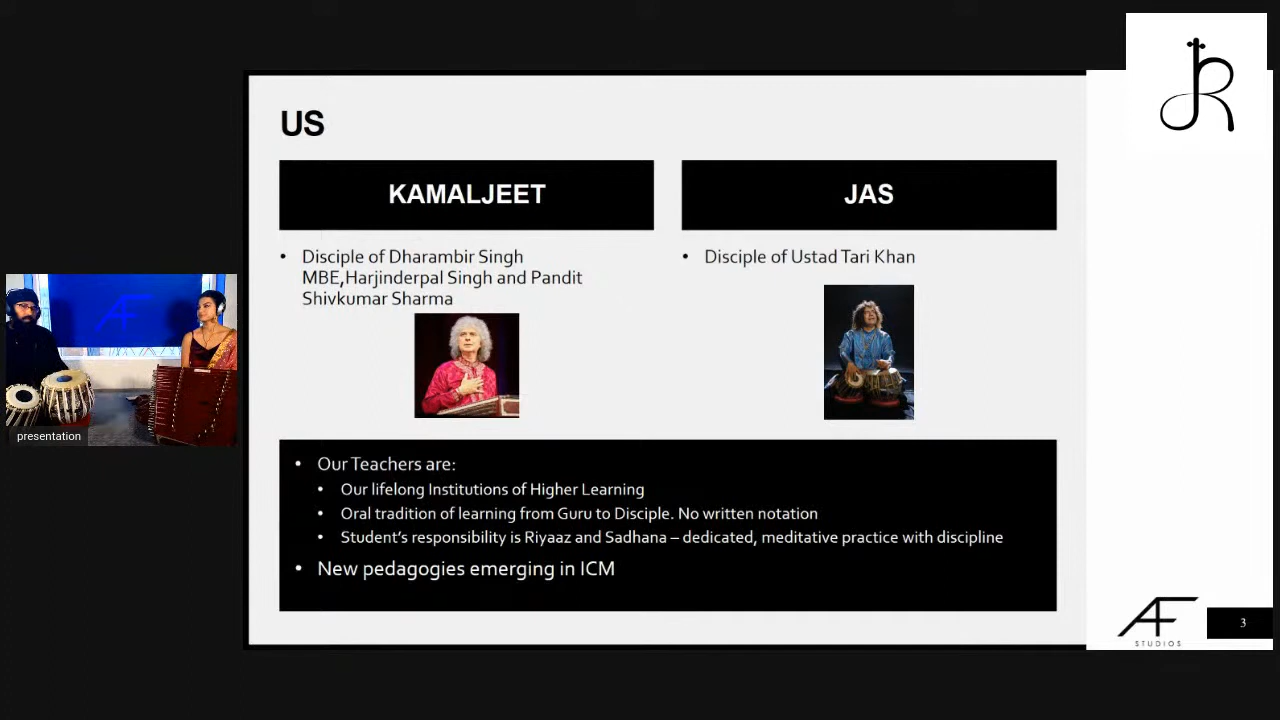 US
KAMALJEET
• Disciple of Dharambir Singh
MBE,Harjinderpal Singh and Pandit
Shivkumar Sharma
JAS
• Disciple of Ustad Tari Khan
• Our Teachers are:
• Our lifelong Institutions of Higher Learning
• Oral tradition of learning from Guru to Disciple. No written notation
• Student’s responsibility is Riyaaz and Sadhana – dedicated, meditative practice with discipline
• New pedagogies emerging in ICM
AF
presentation
AF
STUDIOS
3